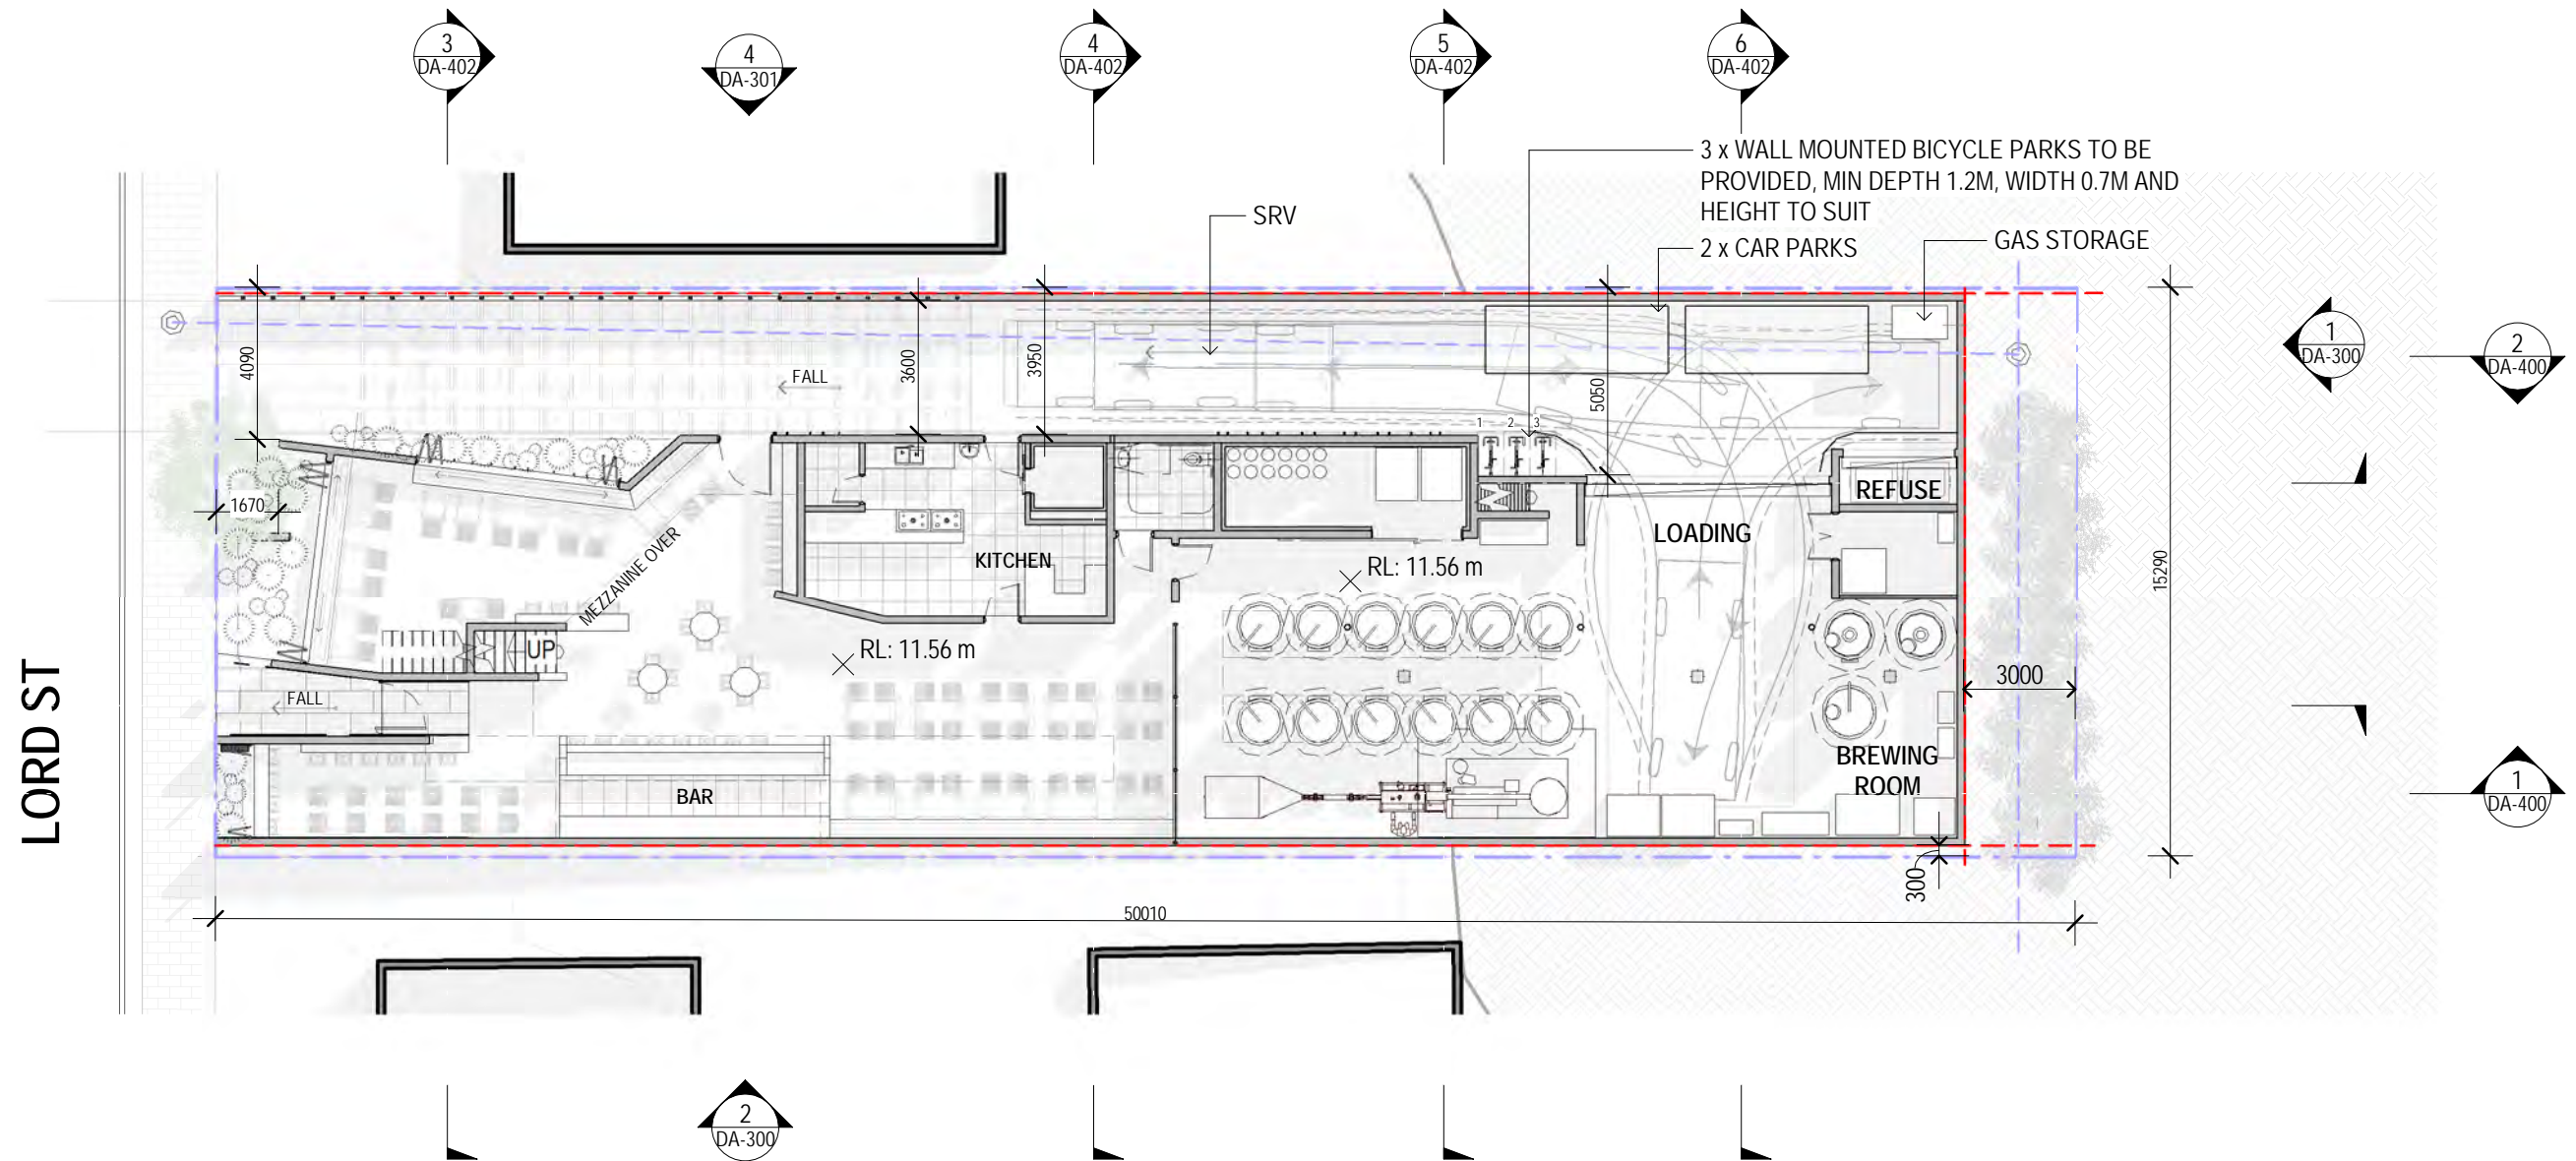 3
DA-402
4
DA-301
4
DA-402
5
DA-402
6
DA-402
3 x WALL MOUNTED BICYCLE PARKS TO BE
PROVIDED, MIN DEPTH 1.2M, WIDTH 0.7M AND
HEIGHT TO SUIT
SRV
2 x CAR PARKS
GAS STORAGE
4090
FALL
3600
3950
5050
1
DA-300
2
DA-400
1 2 3
1670
REFUSE
LOADING
MEZZANINE OVER
KITCHEN
RL: 11.56 m
15290
UP
RL: 11.56 m
3000
FALL
LORD ST
BREWING
ROOM
BAR
1
DA-400
300
50010
2
DA-300